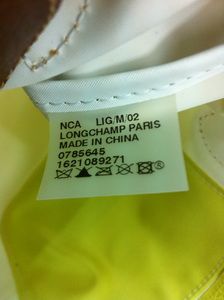 NCA LIG/M/02
LONGCHAMP PARIS
MADE IN CHINA
0785645
1621089271